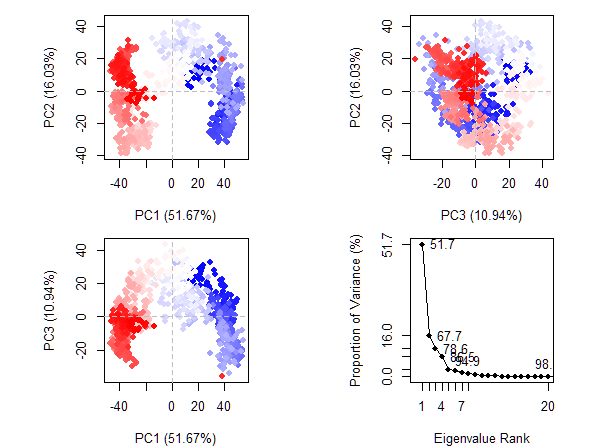 PC2 (16.03%)
-40 -20 0 20 40
-40 0 20 40
PC1 (51.67%)
PC2 (16.03%)
-40 -20 0 20 40
-20 0 20 40
PC3 (10.94%)
PC3 (10.94%)
-20 0 20 40
-40 0 20 40
PC1 (51.67%)
Proportion of Variance (%)
0.0 16.0 51.7
51.7
67.7
78.6
94.9
98.
1 4 7 20
Eigenvalue Rank